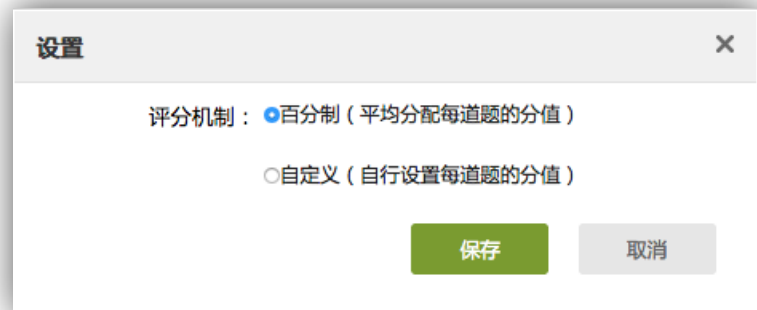 设置
评分机制：百分制（平均分配每道题的分值）
自定义（自行设置每道题的分值）
保存 取消